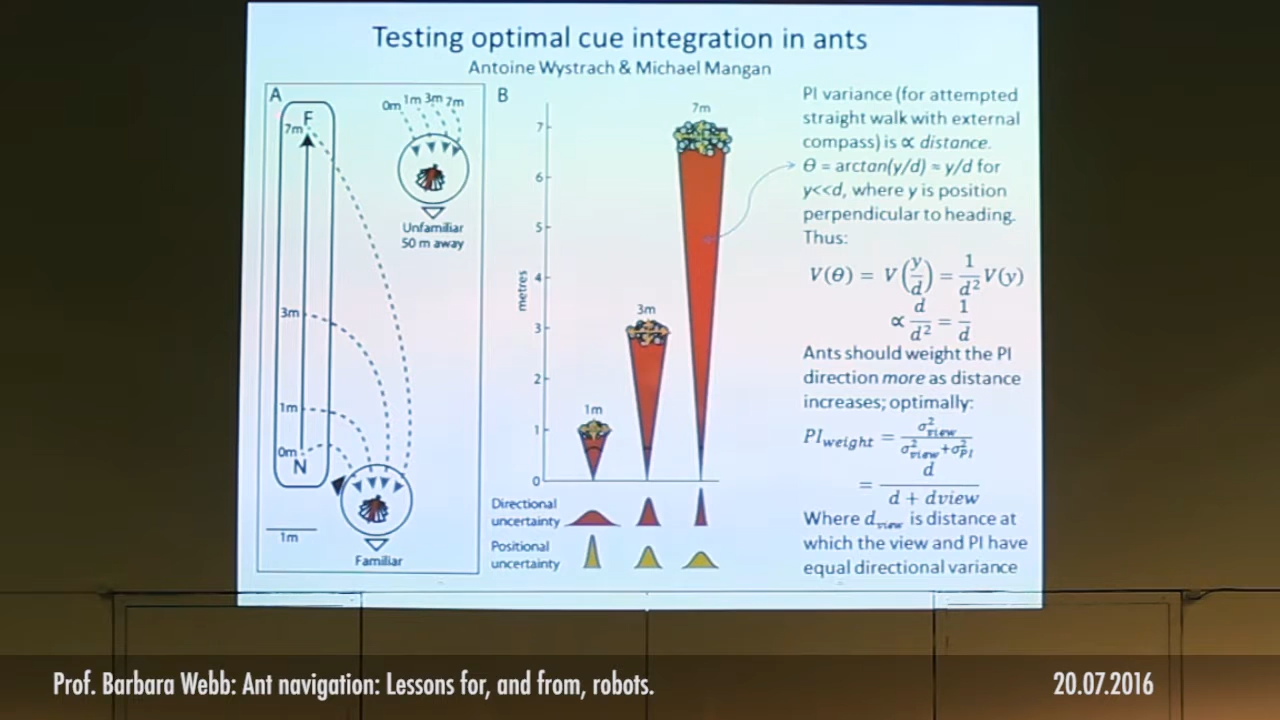 Testing optimal cue integration in ants
Antoine Wystrach & Michael Mangan
A
F
7m
3m
1m
0m
N
1m
0m 1m 3m 7m
Unfamiliar
50 m away
Familiar
B
metres
7
6
5
4
3
2
1
0
1m
3m
7m
Directional
uncertainty
Positional
uncertainty
PI variance (for attempted
straight walk with external
compass) is ∝ distance.
θ = arctan(y/d) ≈ y/d for
y<<d, where y is position
perpendicular to heading.
Thus:
V(θ) = V(y/d) = 1/d² V(y)
∝ d/d² = 1/d
Ants should weight the PI
direction more as distance
increases; optimally:
PIweight = σ²view / σ²view+σ²PI
= d / d + dview
Where dview is distance at
which the view and PI have
equal directional variance
Prof. Barbara Webb: Ant navigation: Lessons for, and from, robots.
20.07.2016